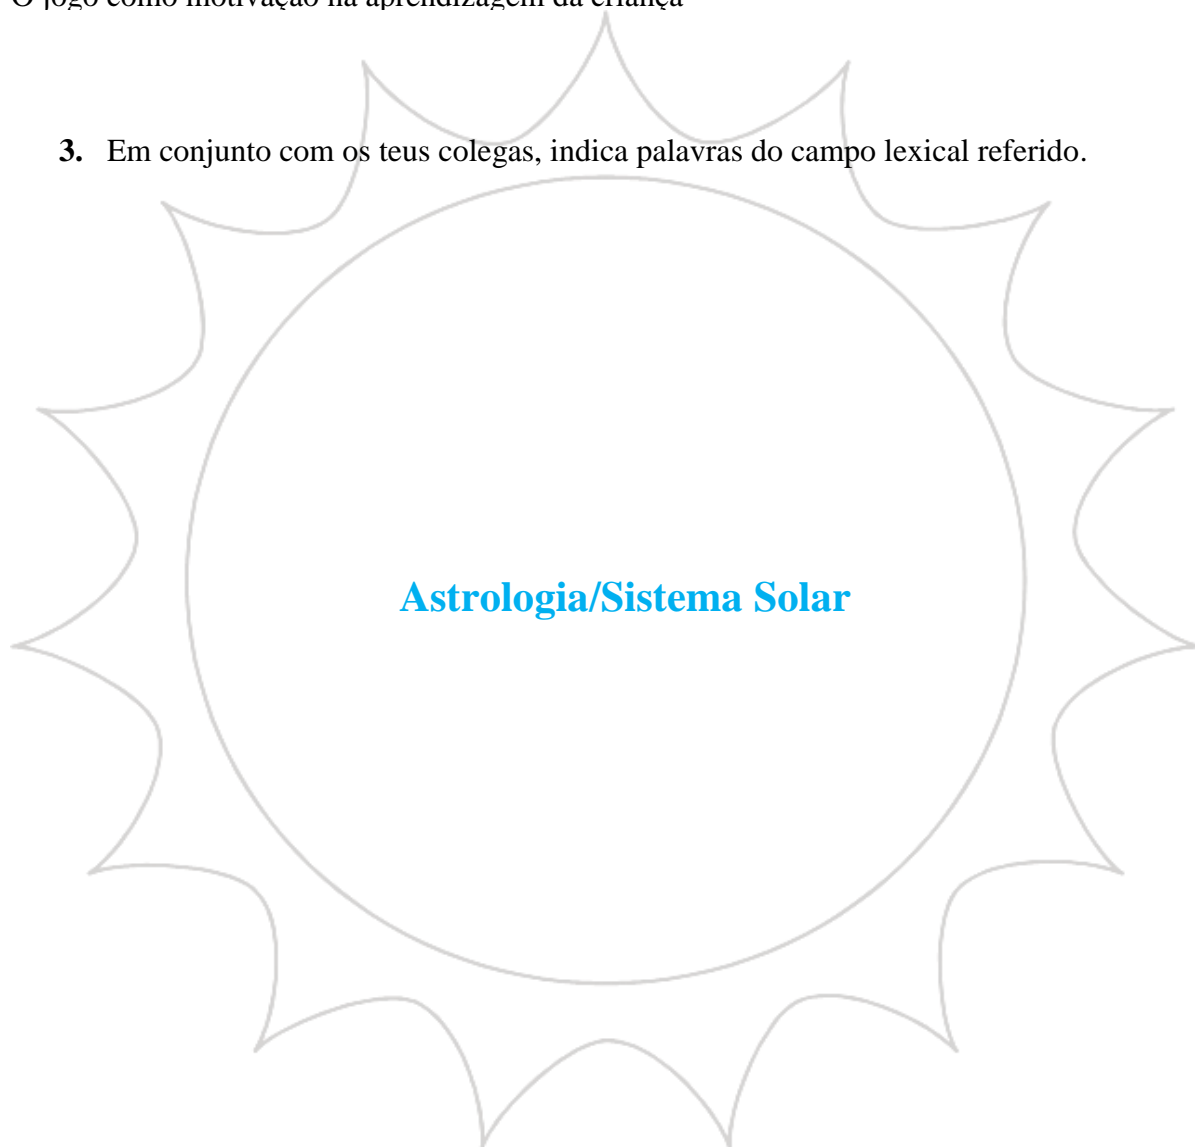 O jogo como motivação na aprendizagem da criança
3. Em conjunto com os teus colegas, indica palavras do campo lexical referido.
Astrologia/Sistema Solar